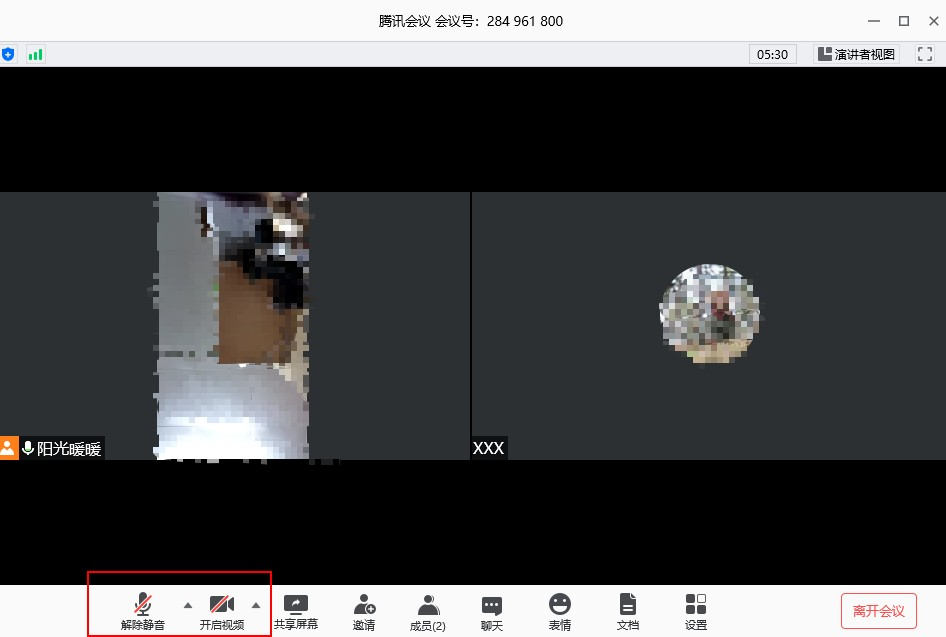 腾讯会议 会议号：284 961 800
05:30
演讲者视图
阳光暖暖
XXX
解除静音
开启视频
共享屏幕
邀请
成员(2)
聊天
表情
文档
设置
离开会议